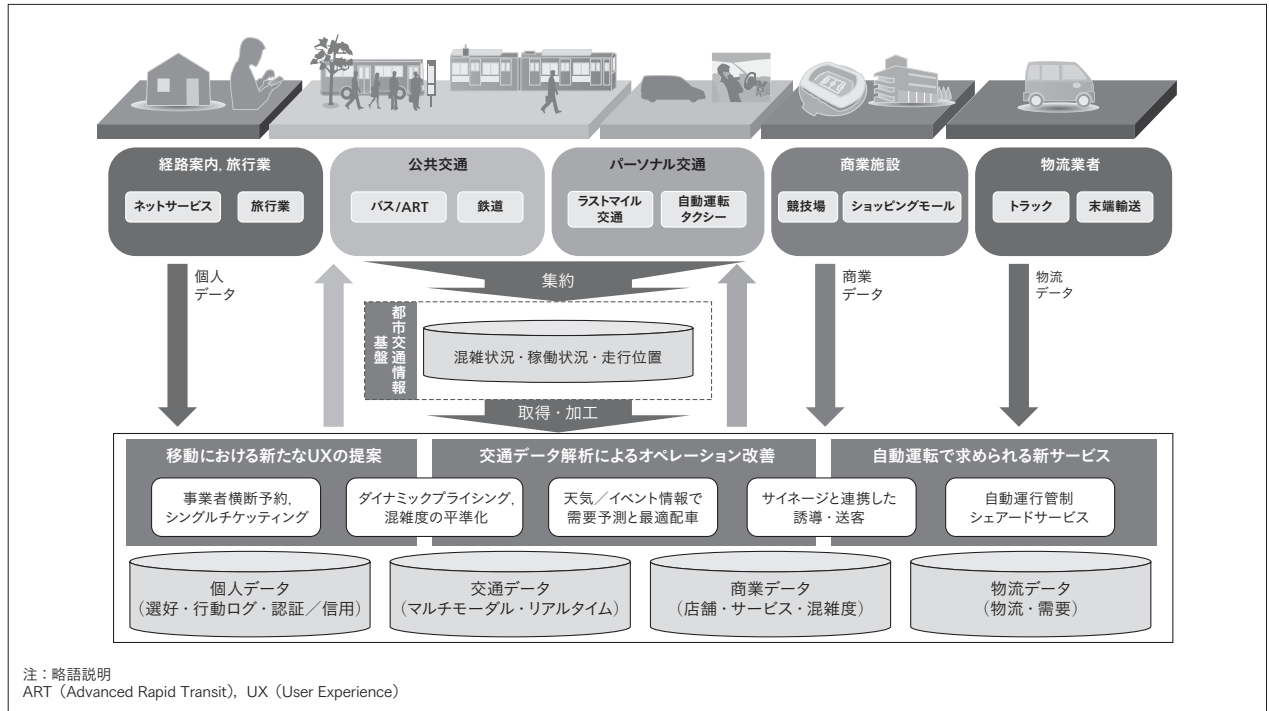 経路案内, 旅行業
ネットサービス
旅行業
公共交通
バス/ART
鉄道
パーソナル交通
ラストマイル
交通
自動運転
タクシー
商業施設
競技場
ショッピングモール
物流業者
トラック
末端輸送
個人
データ
集約
商業
データ
物流
データ
都市交通情報
基盤
混雑状況・稼働状況・走行位置
取得・加工
移動における新たなUXの提案
交通データ解析によるオペレーション改善
自動運転で求められる新サービス
事業者横断予約,
シングルチケッティング
ダイナミックプライシング,
混雑度の平準化
天気／イベント情報で
需要予測と最適配車
サイネージと連携した
誘導・送客
自動運行管制
シェアードサービス
個人データ
（選好・行動ログ・認証／信用）
交通データ
（マルチモーダル・リアルタイム）
商業データ
（店舗・サービス・混雑度）
物流データ
（物流・需要）
注：略語説明
ART（Advanced Rapid Transit）, UX（User Experience）